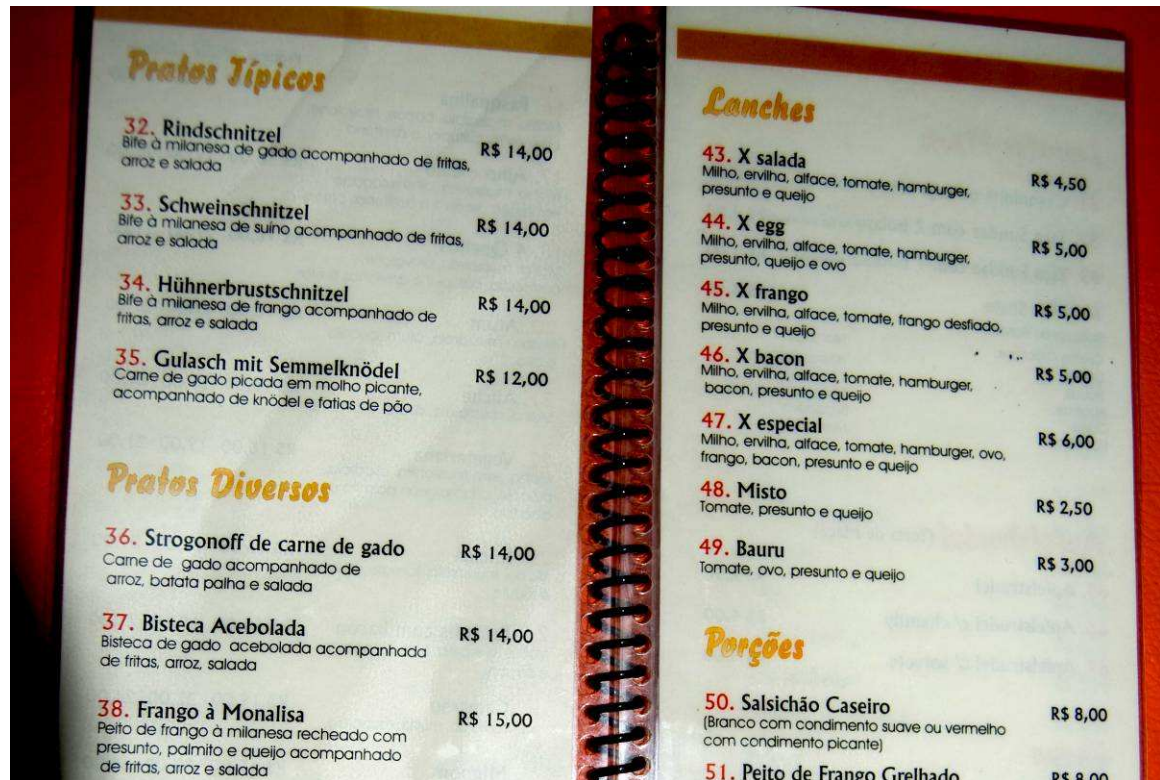 Pratos Típicos
32. Rindschnitzel
Bife à milanesa de gado acompanhado de fritas,
arroz e salada
R$ 14,00
33. Schweinschnitzel
Bife à milanesa de suíno acompanhado de fritas,
arroz e salada
R$ 14,00
34. Hühnerbrustschnitzel
Bife à milanesa de frango acompanhado de
fritas, arroz e salada
R$ 14,00
35. Gulasch mit Semmelknödel
Carne de gado picada em molho picante,
acompanhado de knödel e fatias de pão
R$ 12,00
Pratos Diversos
36. Strogonoff de carne de gado
Carne de gado acompanhado de
arroz, batata palha e salada
R$ 14,00
37. Bisteca Acebolada
Bisteca de gado acebolada acompanhada
de fritas, arroz, salada
R$ 14,00
38. Frango à Monalisa
Peito de frango à milanesa recheado com
presunto, palmito e queijo acompanhado
de fritas, arroz e salada
R$ 15,00
Lanches
43. X salada
Milho, ervilha, alface, tomate, hamburger,
presunto e queijo
R$ 4,50
44. X egg
Milho, ervilha, alface, tomate, hamburger,
presunto, queijo e ovo
R$ 5,00
45. X frango
Milho, ervilha, alface, tomate, frango desfiado,
presunto e queijo
R$ 5,00
46. X bacon
Milho, ervilha, alface, tomate, hamburger,
bacon, presunto e queijo
R$ 5,00
47. X especial
Milho, ervilha, alface, tomate, hamburger, ovo,
frango, bacon, presunto e queijo
R$ 6,00
48. Misto
Tomate, presunto e queijo
R$ 2,50
49. Bauru
Tomate, ovo, presunto e queijo
R$ 3,00
Porções
50. Salsichão Caseiro
(Branco com condimento suave ou vermelho
com condimento picante)
R$ 8,00
51. Peito de Frango Grelhado
R$ 8,00